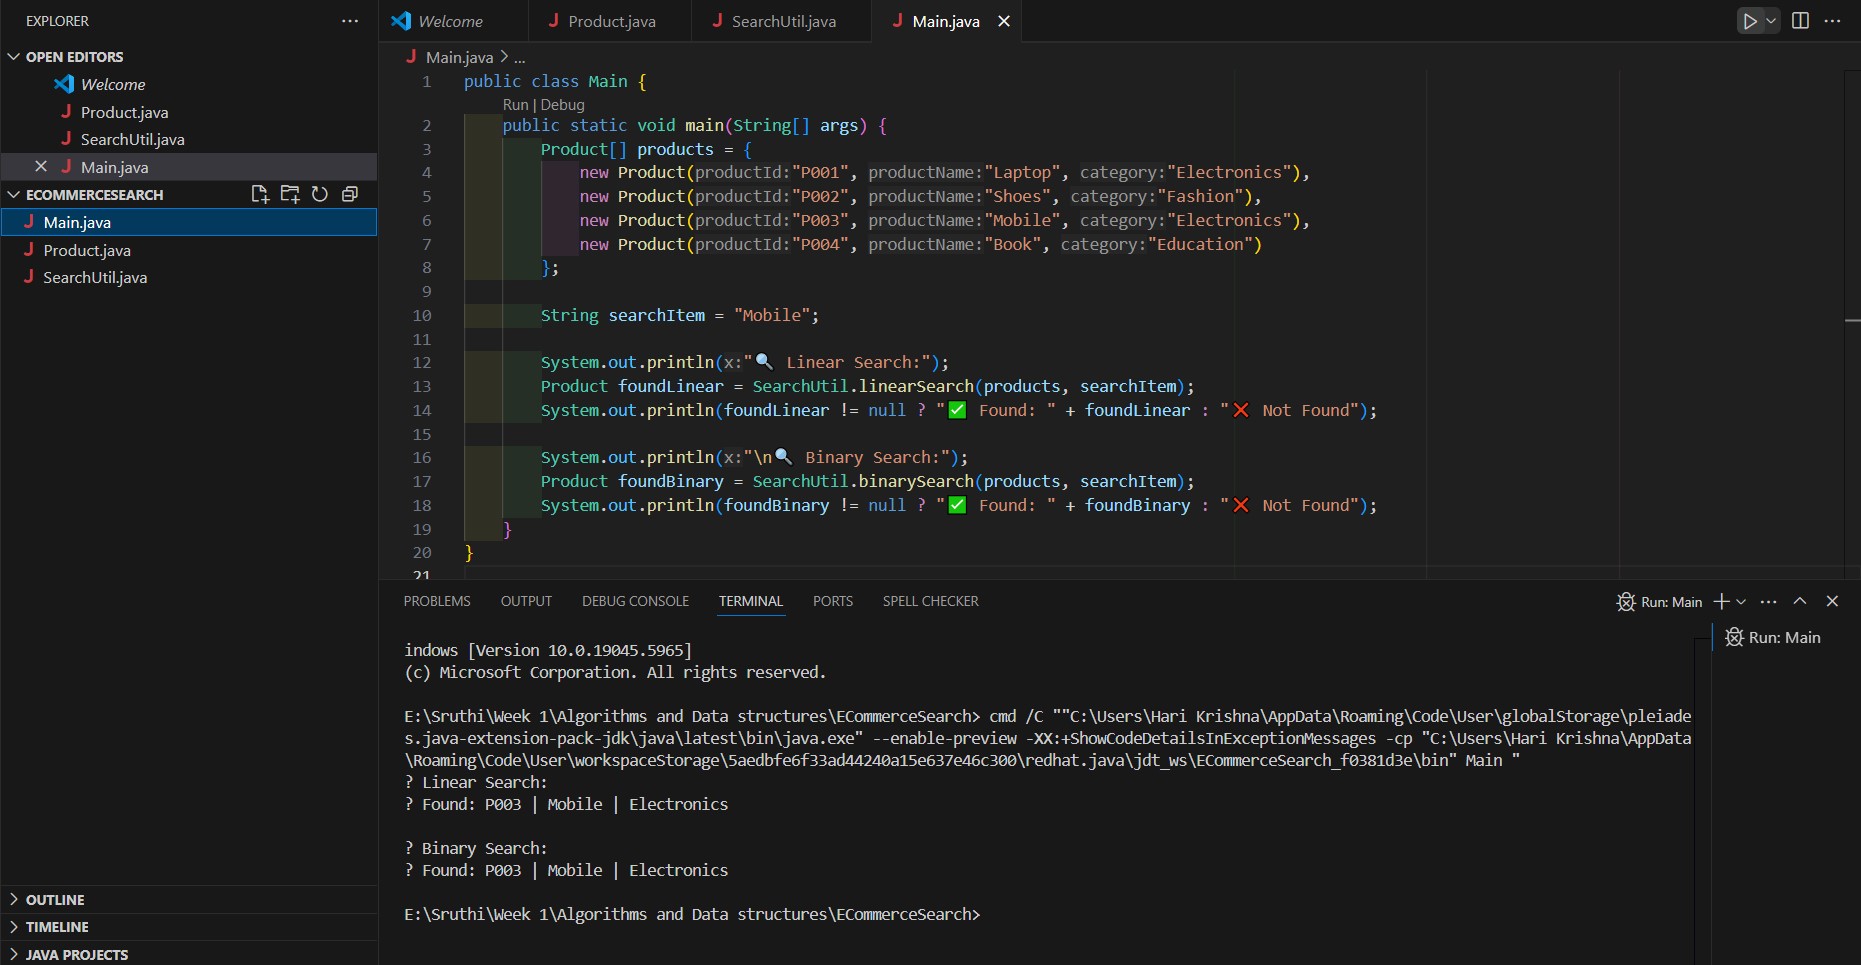 EXPLORER
OPEN EDITORS
Welcome
Product.java
SearchUtil.java
Main.java
ECOMMERCESEARCH
Main.java
Product.java
SearchUtil.java
OUTLINE
TIMELINE
JAVA PROJECTS
Welcome Product.java SearchUtil.java Main.java
Main.java > ...
1 public class Main {
Run | Debug
2 public static void main(String[] args) {
3 Product[] products = {
4 new Product(productId:"P001", productName:"Laptop", category:"Electronics"),
5 new Product(productId:"P002", productName:"Shoes", category:"Fashion"),
6 new Product(productId:"P003", productName:"Mobile", category:"Electronics"),
7 new Product(productId:"P004", productName:"Book", category:"Education")
8 };
9
10 String searchItem = "Mobile";
11
12 System.out.println(x:"🔍 Linear Search:");
13 Product foundLinear = SearchUtil.linearSearch(products, searchItem);
14 System.out.println(foundLinear != null ? "✅ Found: " + foundLinear : "❌ Not Found");
15
16 System.out.println(x:"\n🔍 Binary Search:");
17 Product foundBinary = SearchUtil.binarySearch(products, searchItem);
18 System.out.println(foundBinary != null ? "✅ Found: " + foundBinary : "❌ Not Found");
19 }
20 }
21
PROBLEMS OUTPUT DEBUG CONSOLE TERMINAL PORTS SPELL CHECKER
Run: Main
Run: Main
indows [Version 10.0.19045.5965]
(c) Microsoft Corporation. All rights reserved.
E:\Sruthi\Week 1\Algorithms and Data structures\ECommerceSearch> cmd /C ""C:\Users\Hari Krishna\AppData\Roaming\Code\User\globalStorage\pleiade
s.java-extension-pack-jdk\java\latest\bin\java.exe" --enable-preview -XX:+ShowCodeDetailsInExceptionMessages -cp "C:\Users\Hari Krishna\AppData
\Roaming\Code\User\workspaceStorage\5aedbfe6f33ad44240a15e637e46c300\redhat.java\jdt_ws\ECommerceSearch_f0381d3e\bin" Main "
? Linear Search:
? Found: P003 | Mobile | Electronics
? Binary Search:
? Found: P003 | Mobile | Electronics
E:\Sruthi\Week 1\Algorithms and Data structures\ECommerceSearch>